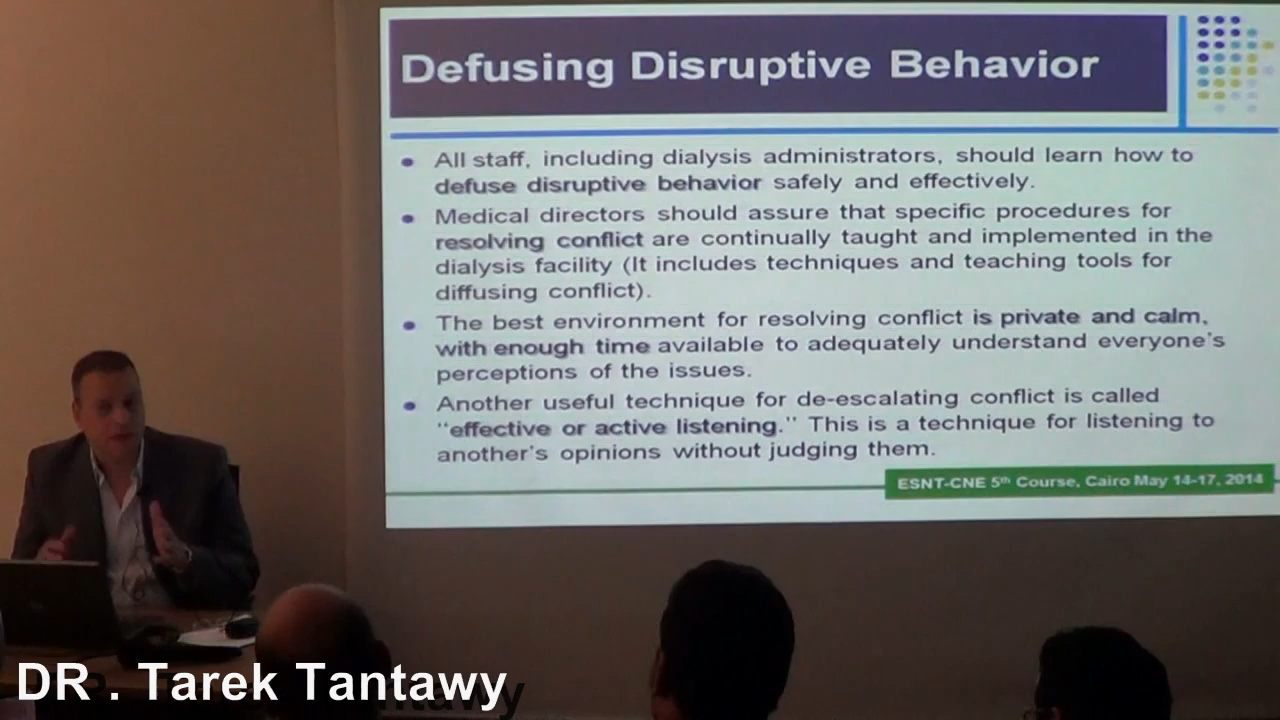 Defusing Disruptive Behavior
All staff, including dialysis administrators, should learn how to
defuse disruptive behavior safely and effectively.
Medical directors should assure that specific procedures for
resolving conflict are continually taught and implemented in the
dialysis facility (It includes techniques and teaching tools for
diffusing conflict).
The best environment for resolving conflict is private and calm,
with enough time available to adequately understand everyone's
perceptions of the issues.
Another useful technique for de-escalating conflict is called
"effective or active listening." This is a technique for listening to
another's opinions without judging them.
ESNT-CNE 5th Course, Cairo May 14-17, 2014
DR . Tarek Tantawy